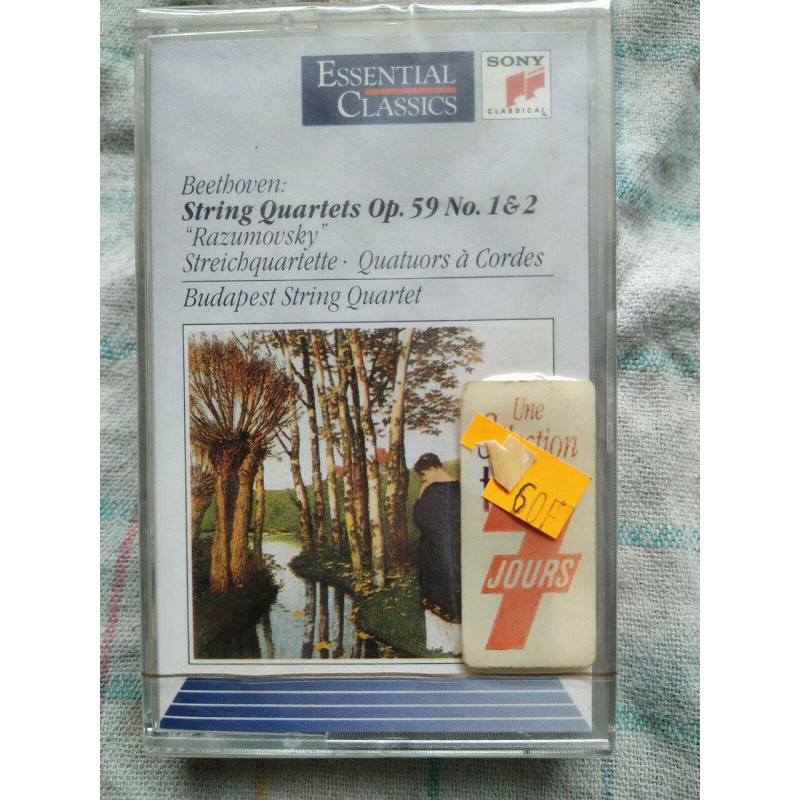 ESSENTIAL
CLASSICS
SONY
CLASSICAL
Beethoven:
String Quartets Op. 59 No. 1 & 2
“Razumovsky”
Streichquartette · Quatuors à Cordes
Budapest String Quartet
Une
60F
7
JOURS